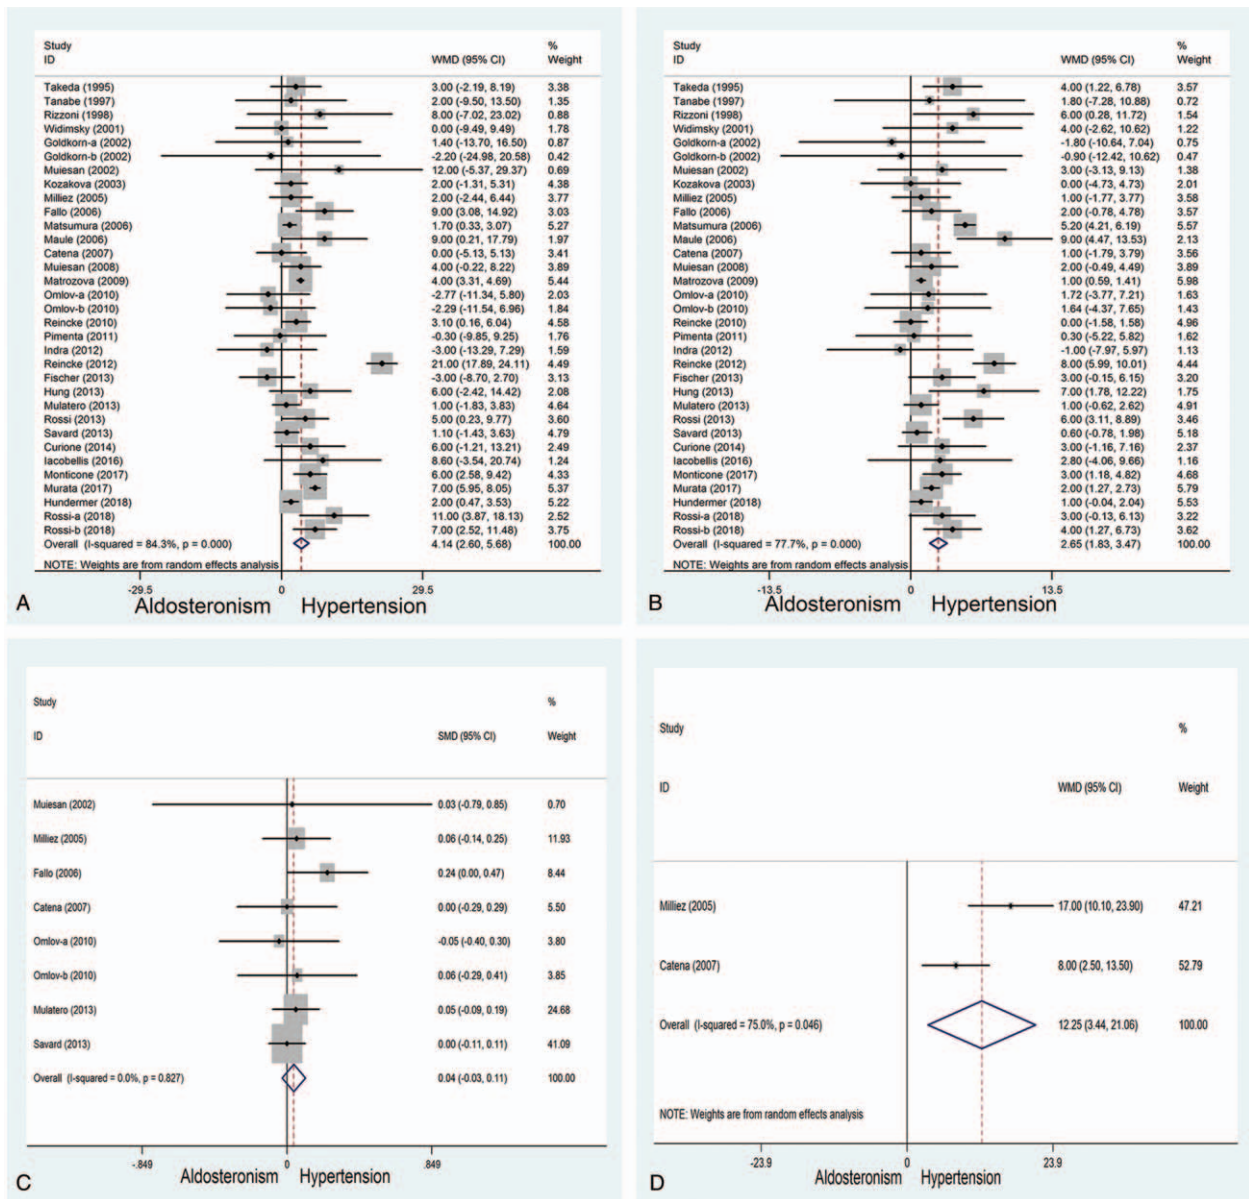 Study %
ID WMD (95% CI) Weight
Takeda (1995) 3.00 (-2.19, 8.19) 3.38
Tanabe (1997) 2.00 (-9.50, 13.50) 1.35
Rizzoni (1998) 8.00 (-7.02, 23.02) 0.88
Widimsky (2001) 0.00 (-9.49, 9.49) 1.78
Goldkorn-a (2002) 1.40 (-13.70, 16.50) 0.87
Goldkorn-b (2002) -2.20 (-24.98, 20.58) 0.42
Muiesan (2002) 12.00 (-5.37, 29.37) 0.69
Kozakova (2003) 2.00 (-1.31, 5.31) 4.38
Milliez (2005) 2.00 (-2.44, 6.44) 3.77
Fallo (2006) 9.00 (3.08, 14.92) 3.03
Matsumura (2006) 1.70 (0.33, 3.07) 5.27
Maule (2006) 9.00 (0.21, 17.79) 1.97
Catena (2007) 0.00 (-5.13, 5.13) 3.41
Muiesan (2008) 4.00 (-0.22, 8.22) 3.89
Matrozova (2009) 4.00 (3.31, 4.69) 5.44
Omlov-a (2010) -2.77 (-11.34, 5.80) 2.03
Omlov-b (2010) -2.29 (-11.54, 6.96) 1.84
Reincke (2010) 3.10 (0.16, 6.04) 4.58
Pimenta (2011) -0.30 (-9.85, 9.25) 1.76
Indra (2012) -3.00 (-13.29, 7.29) 1.59
Reincke (2012) 21.00 (17.89, 24.11) 4.49
Fischer (2013) -3.00 (-8.70, 2.70) 3.13
Hung (2013) 6.00 (-2.42, 14.42) 2.08
Mulatero (2013) 1.00 (-1.83, 3.83) 4.64
Rossi (2013) 5.00 (0.23, 9.77) 3.60
Savard (2013) 1.10 (-1.43, 3.63) 4.79
Curione (2014) 6.00 (-1.21, 13.21) 2.49
Iacobellis (2016) 8.60 (-3.54, 20.74) 1.24
Monticone (2017) 6.00 (2.58, 9.42) 4.33
Murata (2017) 7.00 (5.95, 8.05) 5.37
Hundermer (2018) 2.00 (0.47, 3.53) 5.22
Rossi-a (2018) 11.00 (3.87, 18.13) 2.52
Rossi-b (2018) 7.00 (2.52, 11.48) 3.75
Overall (I-squared = 84.3%, p = 0.000) 4.14 (2.60, 5.68) 100.00
NOTE: Weights are from random effects analysis
-29.5 0 29.5
A Aldosteronism Hypertension
Study %
ID WMD (95% CI) Weight
Takeda (1995) 4.00 (1.22, 6.78) 3.57
Tanabe (1997) 1.80 (-7.28, 10.88) 0.72
Rizzoni (1998) 6.00 (0.28, 11.72) 1.54
Widimsky (2001) 4.00 (-2.62, 10.62) 1.22
Goldkorn-a (2002) -1.80 (-10.64, 7.04) 0.75
Goldkorn-b (2002) -0.90 (-12.42, 10.62) 0.47
Muiesan (2002) 3.00 (-3.13, 9.13) 1.38
Kozakova (2003) 0.00 (-4.73, 4.73) 2.01
Milliez (2005) 1.00 (-1.77, 3.77) 3.58
Fallo (2006) 2.00 (-0.78, 4.78) 3.57
Matsumura (2006) 5.20 (4.21, 6.19) 5.57
Maule (2006) 9.00 (4.47, 13.53) 2.13
Catena (2007) 1.00 (-1.79, 3.79) 3.56
Muiesan (2008) 2.00 (-0.49, 4.49) 3.89
Matrozova (2009) 1.00 (0.59, 1.41) 5.98
Omlov-a (2010) 1.72 (-3.77, 7.21) 1.63
Omlov-b (2010) 1.64 (-4.37, 7.65) 1.43
Reincke (2010) 0.00 (-1.58, 1.58) 4.96
Pimenta (2011) 0.30 (-5.22, 5.82) 1.62
Indra (2012) -1.00 (-7.97, 5.97) 1.13
Reincke (2012) 8.00 (5.99, 10.01) 4.44
Fischer (2013) 3.00 (-0.15, 6.15) 3.20
Hung (2013) 7.00 (1.78, 12.22) 1.75
Mulatero (2013) 1.00 (-0.62, 2.62) 4.91
Rossi (2013) 6.00 (3.11, 8.89) 3.46
Savard (2013) 0.60 (-0.78, 1.98) 5.18
Curione (2014) 3.00 (-1.16, 7.16) 2.37
Iacobellis (2016) 2.80 (-4.06, 9.66) 1.16
Monticone (2017) 3.00 (1.18, 4.82) 4.68
Murata (2017) 2.00 (1.27, 2.73) 5.79
Hundermer (2018) 1.00 (-0.04, 2.04) 5.53
Rossi-a (2018) 3.00 (-0.13, 6.13) 3.22
Rossi-b (2018) 4.00 (1.27, 6.73) 3.62
Overall (I-squared = 77.7%, p = 0.000) 2.65 (1.83, 3.47) 100.00
NOTE: Weights are from random effects analysis
-13.5 0 13.5
B Aldosteronism Hypertension
Study %
ID SMD (95% CI) Weight
Muiesan (2002) 0.03 (-0.79, 0.85) 0.70
Milliez (2005) 0.06 (-0.14, 0.25) 11.93
Fallo (2006) 0.24 (0.00, 0.47) 8.44
Catena (2007) 0.00 (-0.29, 0.29) 5.50
Omlov-a (2010) -0.05 (-0.40, 0.30) 3.80
Omlov-b (2010) 0.06 (-0.29, 0.41) 3.85
Mulatero (2013) 0.05 (-0.09, 0.19) 24.68
Savard (2013) 0.00 (-0.11, 0.11) 41.09
Overall (I-squared = 0.0%, p = 0.827) 0.04 (-0.03, 0.11) 100.00
-.849 0 .849
C Aldosteronism Hypertension
Study %
ID WMD (95% CI) Weight
Milliez (2005) 17.00 (10.10, 23.90) 47.21
Catena (2007) 8.00 (2.50, 13.50) 52.79
Overall (I-squared = 75.0%, p = 0.046) 12.25 (3.44, 21.06) 100.00
NOTE: Weights are from random effects analysis
-23.9 0 23.9
D Aldosteronism Hypertension